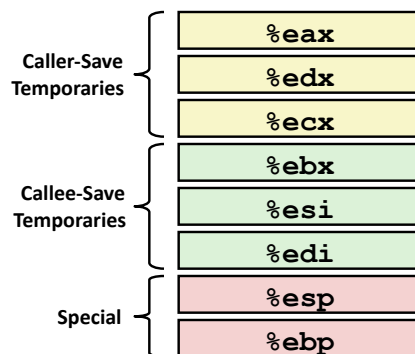 Caller-Save
Temporaries
%eax
%edx
%ecx
Callee-Save
Temporaries
%ebx
%esi
%edi
Special
%esp
%ebp